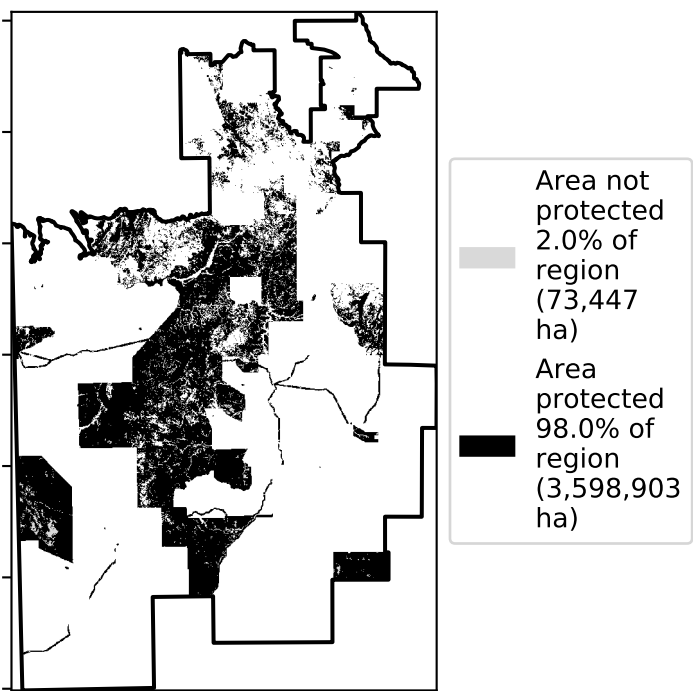 Area not
protected
2.0% of
region
(73,447
ha)
Area
protected
98.0% of
region
(3,598,903
ha)